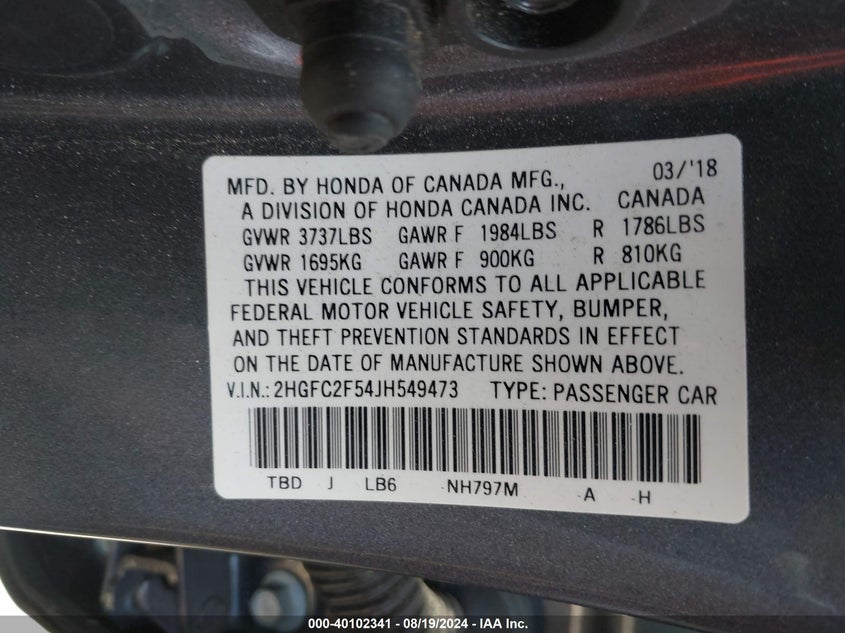 MFD. BY HONDA OF CANADA MFG., 03/'18
A DIVISION OF HONDA CANADA INC. CANADA
GVWR 3737LBS GAWR F 1984LBS R 1786LBS
GVWR 1695KG GAWR F 900KG R 810KG
THIS VEHICLE CONFORMS TO ALL APPLICABLE
FEDERAL MOTOR VEHICLE SAFETY, BUMPER,
AND THEFT PREVENTION STANDARDS IN EFFECT
ON THE DATE OF MANUFACTURE SHOWN ABOVE.
V.I.N.: 2HGFC2F54JH549473 TYPE: PASSENGER CAR
TBD J LB6 -NH797M -A -H
000-40102341 - 08/19/2024 - IAA Inc.